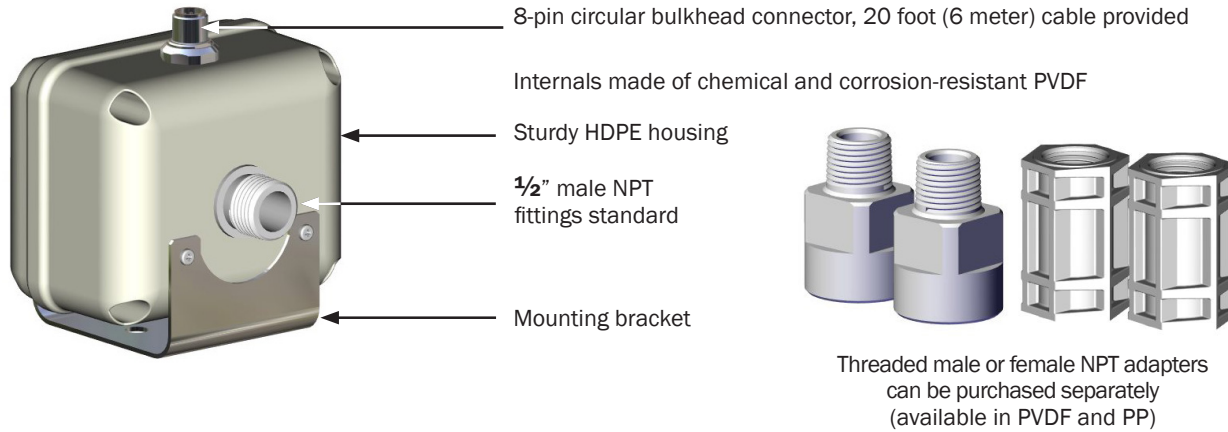 8-pin circular bulkhead connector, 20 foot (6 meter) cable provided
Internals made of chemical and corrosion-resistant PVDF
Sturdy HDPE housing
½” male NPT
fittings standard
Mounting bracket
Threaded male or female NPT adapters
can be purchased separately
(available in PVDF and PP)